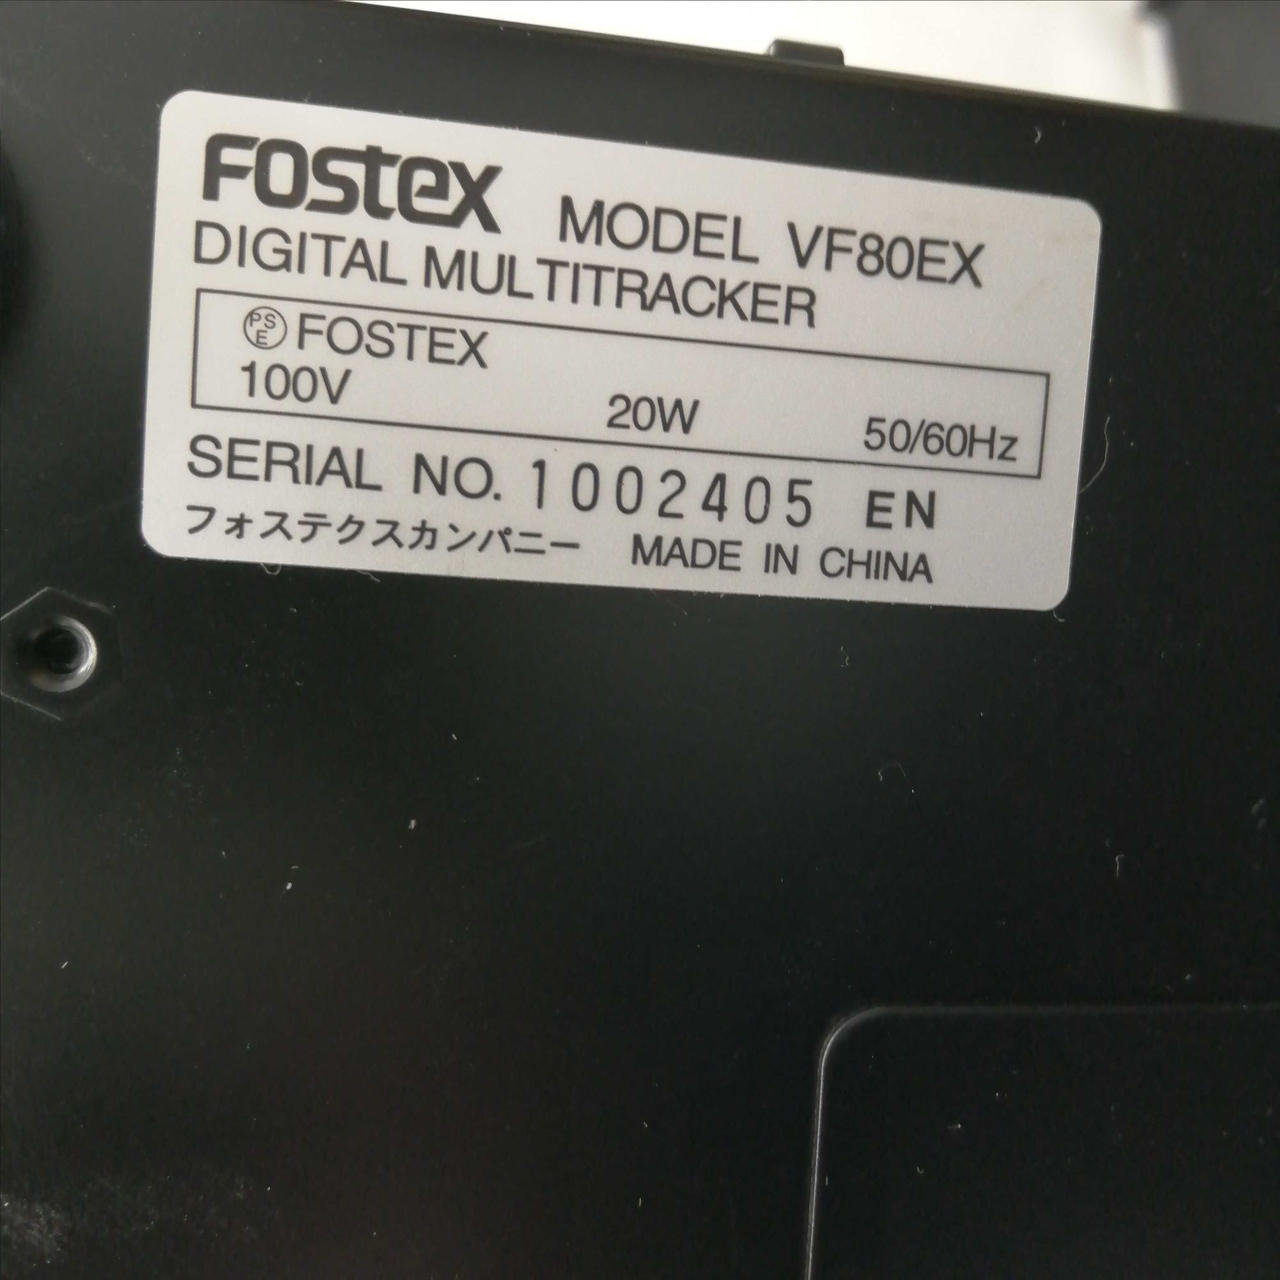 FOSTEX MODEL VF80EX
DIGITAL MULTITRACKER
PSE FOSTEX
100V 20W 50/60Hz
SERIAL NO. 1002405 EN
フォステクスカンパニー MADE IN CHINA